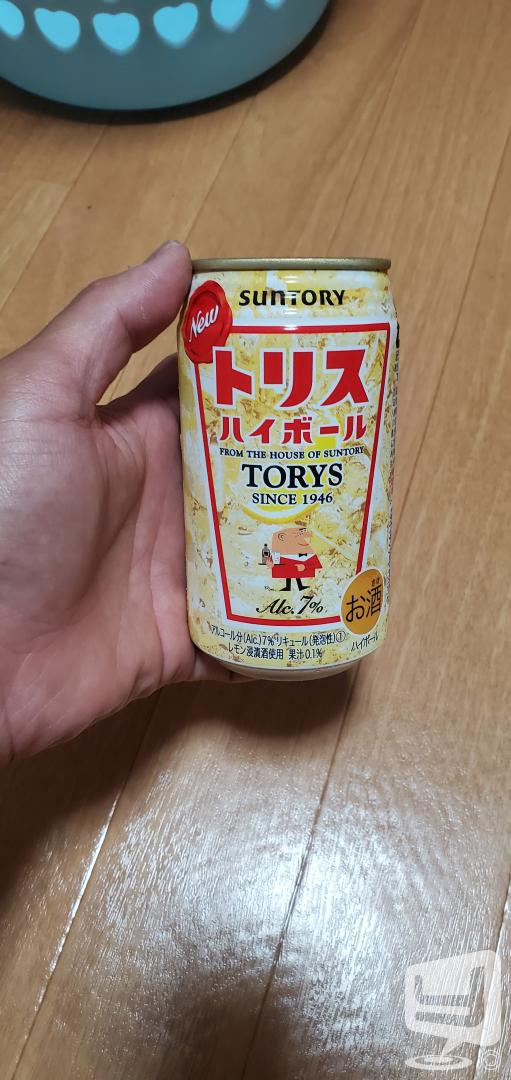 SUNTORY
New
トリス
ハイボール
FROM THE HOUSE OF SUNTORY
TORYS
SINCE 1946
Alc.7%
お酒
アルコール分(Alc.)7% リキュール(発泡性)①
レモン浸漬酒使用 果汁0.1%
ハイボール